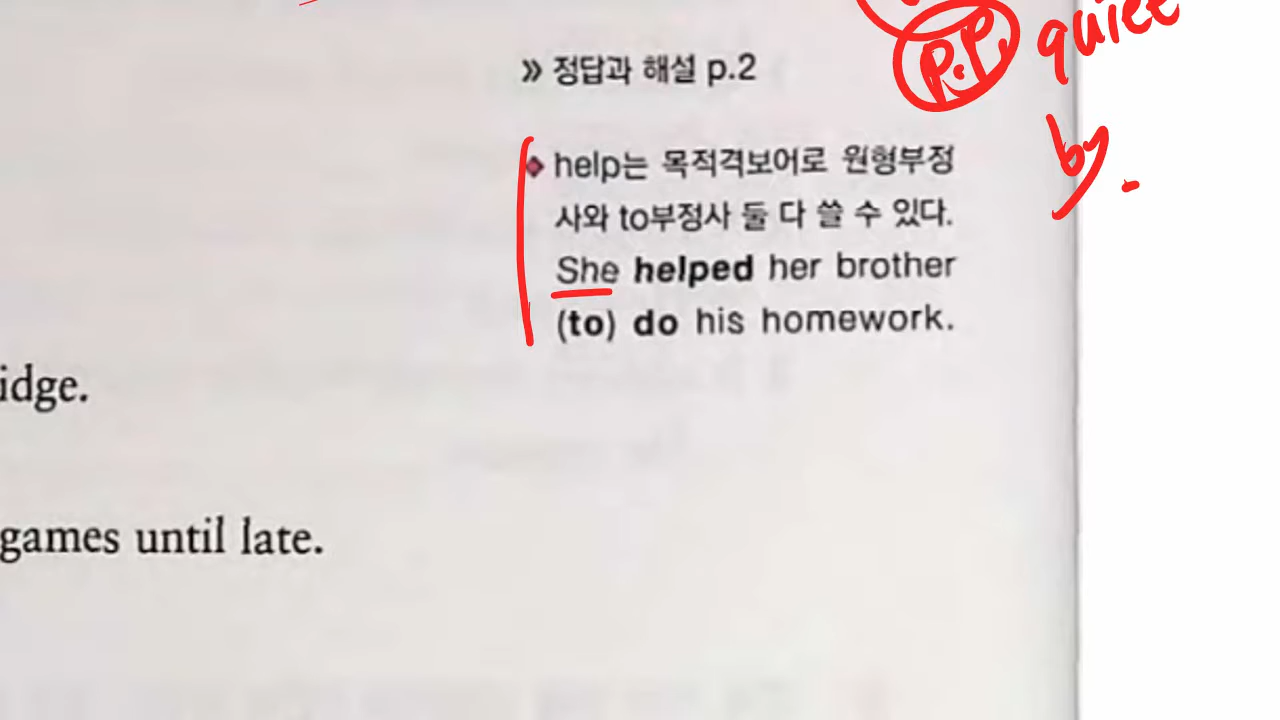 quiet
P.P.
» 정답과 해설 p.2
by
help는 목적격보어로 원형부정
사와 to부정사 둘 다 쓸 수 있다.
She helped her brother
(to) do his homework.
idge.
games until late.